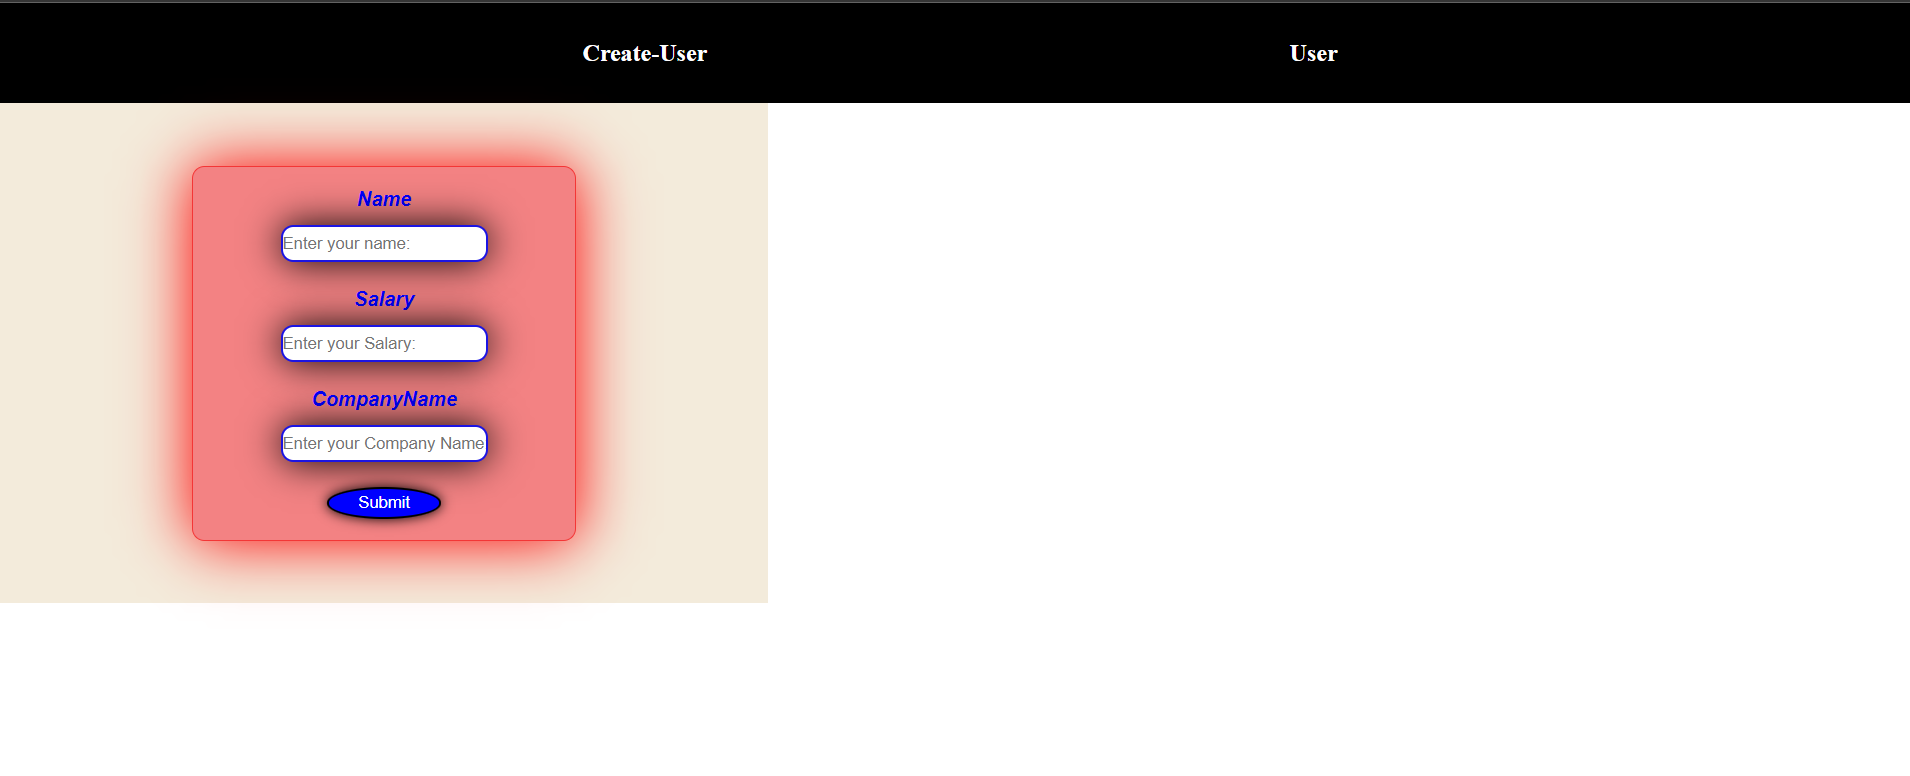 Create-User User
Name
Enter your name:
Salary
Enter your Salary:
CompanyName
Enter your Company Name
Submit